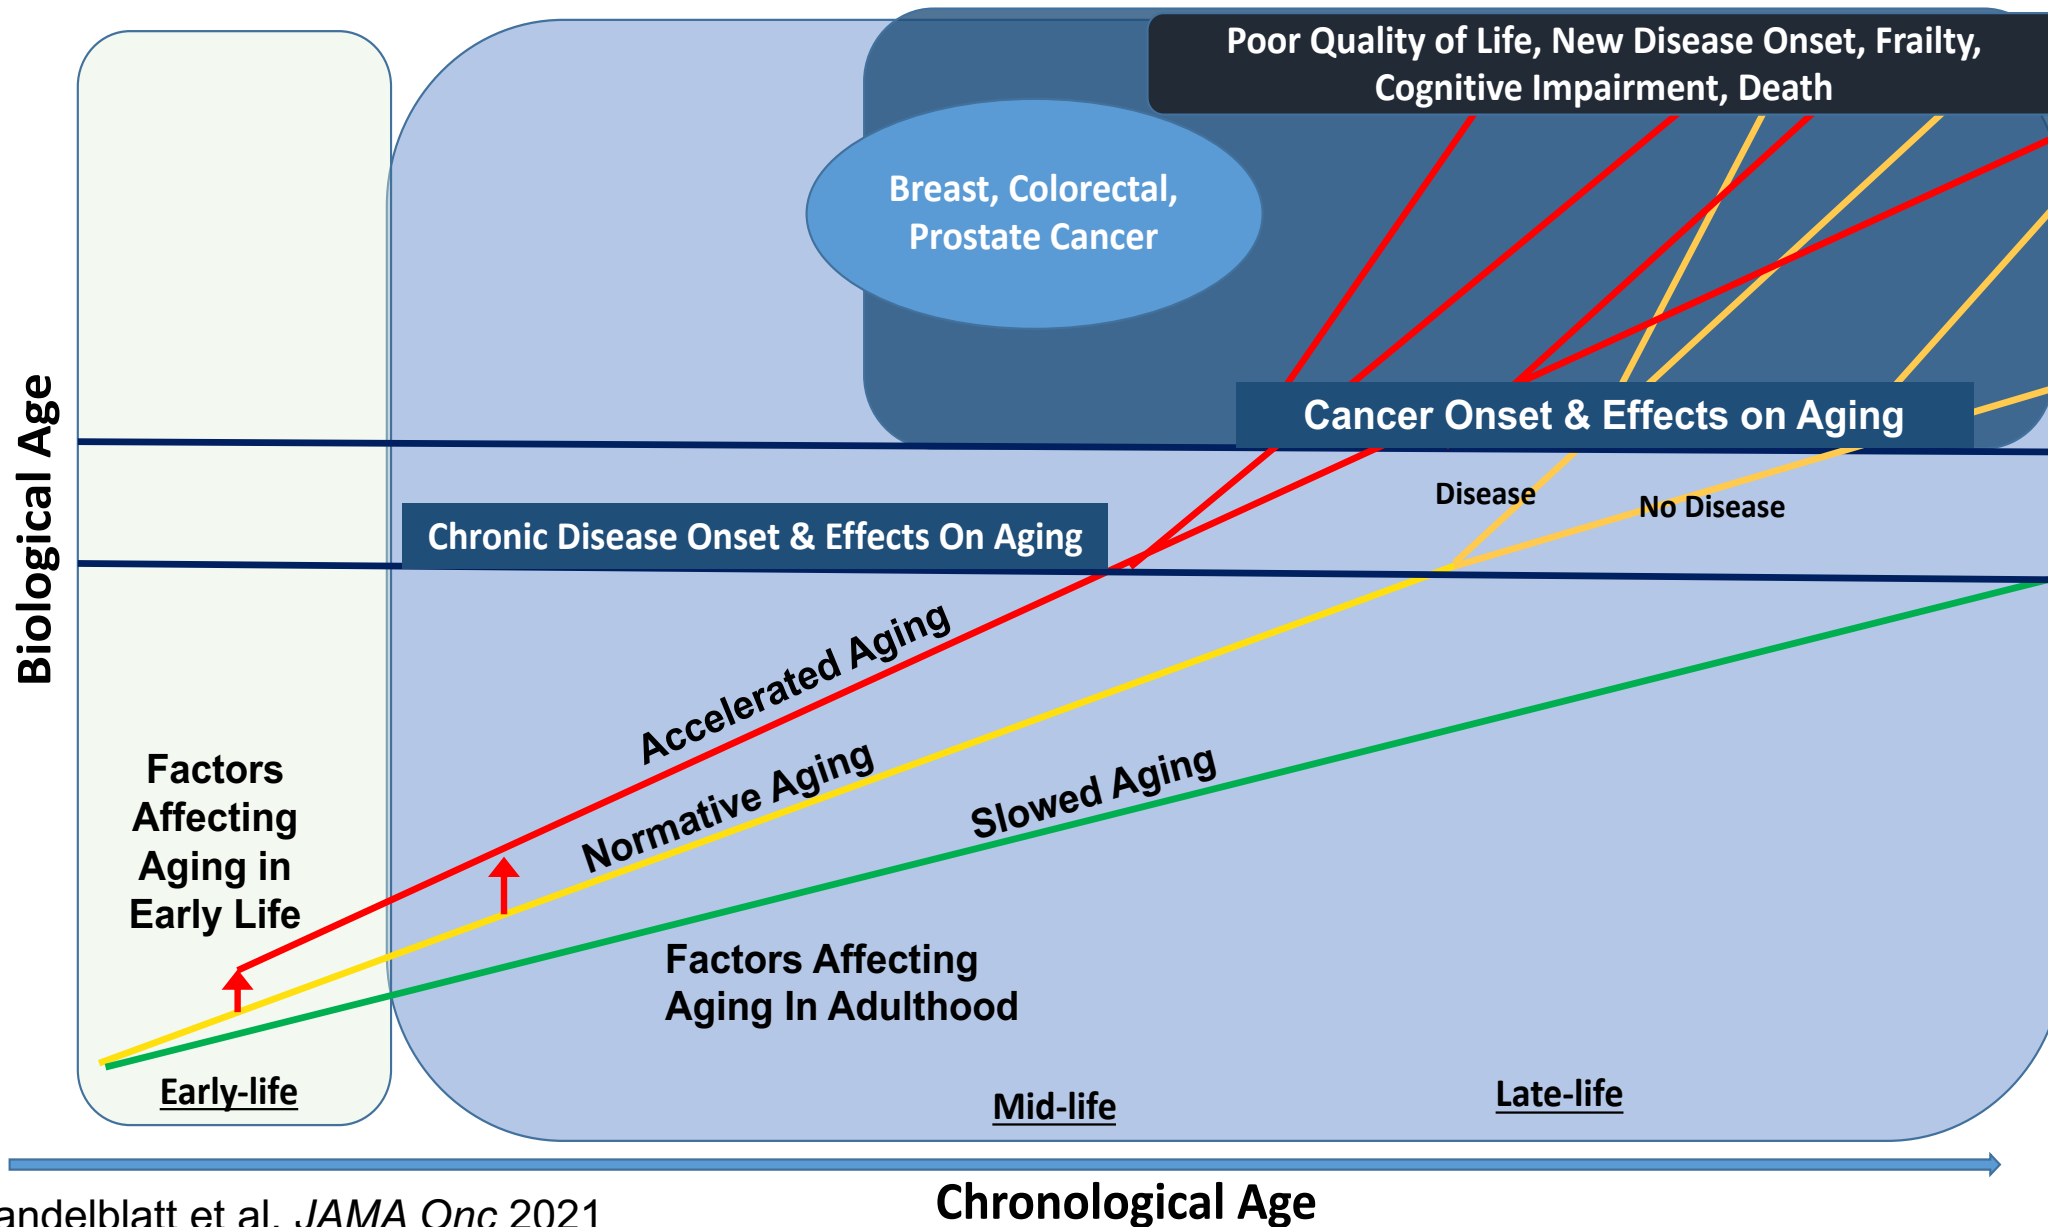 Poor Quality of Life, New Disease Onset, Frailty,
Cognitive Impairment, Death
Breast, Colorectal,
Prostate Cancer
Cancer Onset & Effects on Aging
Disease
No Disease
Chronic Disease Onset & Effects On Aging
Biological Age
Accelerated Aging
Normative Aging
Slowed Aging
Factors
Affecting
Aging in
Early Life
Factors Affecting
Aging In Adulthood
Early-life
Mid-life
Late-life
Chronological Age
andelblatt et al. JAMA Onc 2021